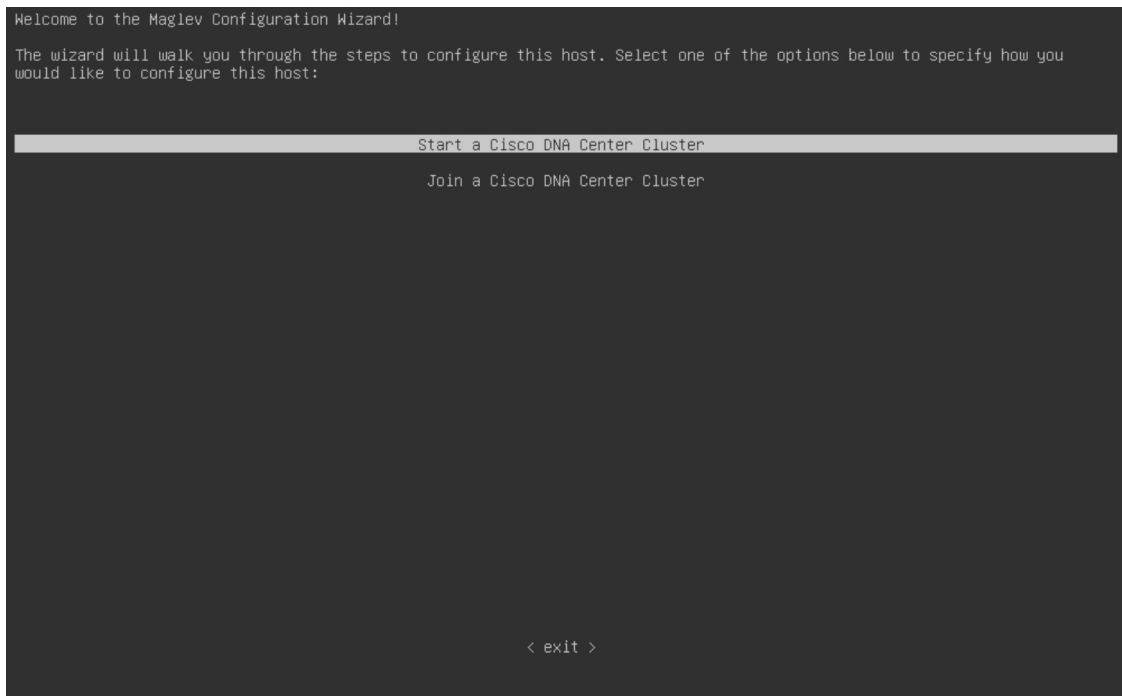 Welcome to the Maglev Configuration Wizard!
The wizard will walk you through the steps to configure this host. Select one of the options below to specify how you
would like to configure this host:
Start a Cisco DNA Center Cluster
Join a Cisco DNA Center Cluster
< exit >